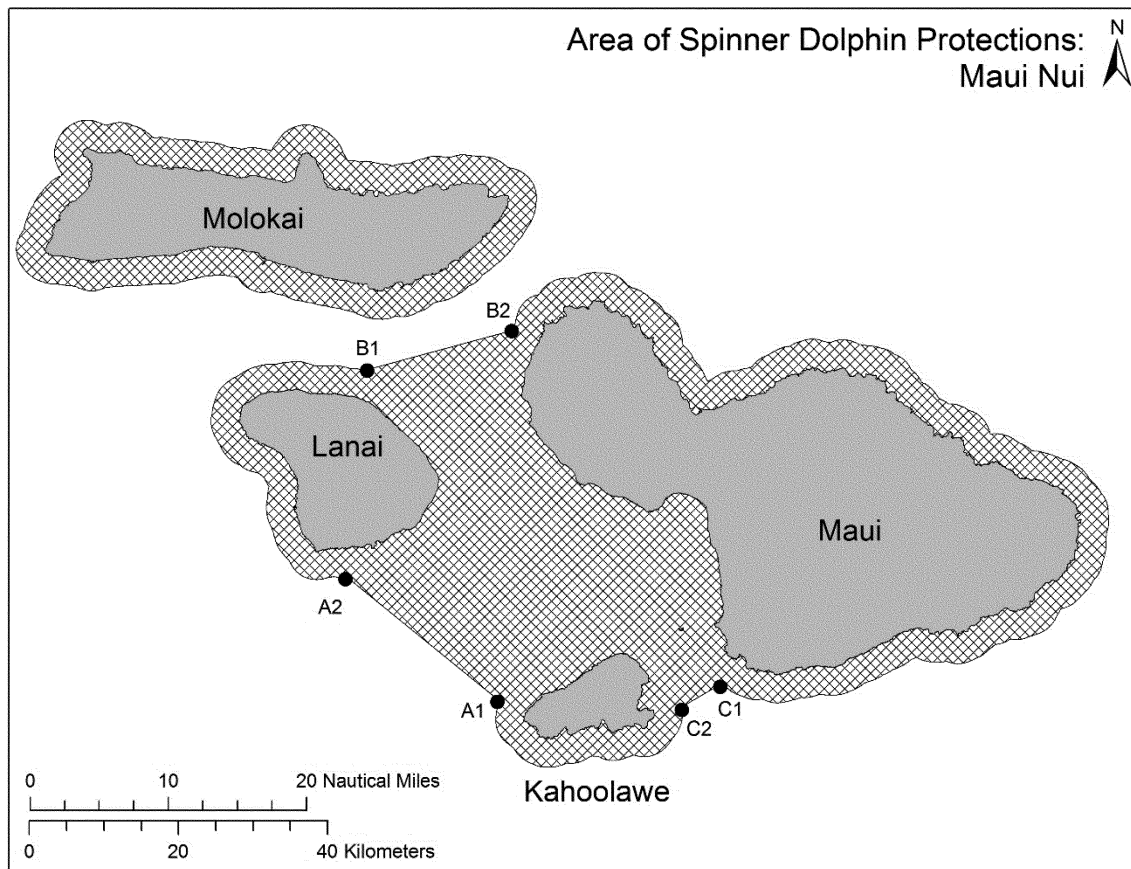 Area of Spinner Dolphin Protections:
Maui Nui
N
Molokai
B2
B1
Lanai
Maui
A2
A1
C1
C2
Kahoolawe
0 10 20 Nautical Miles
0 20 40 Kilometers